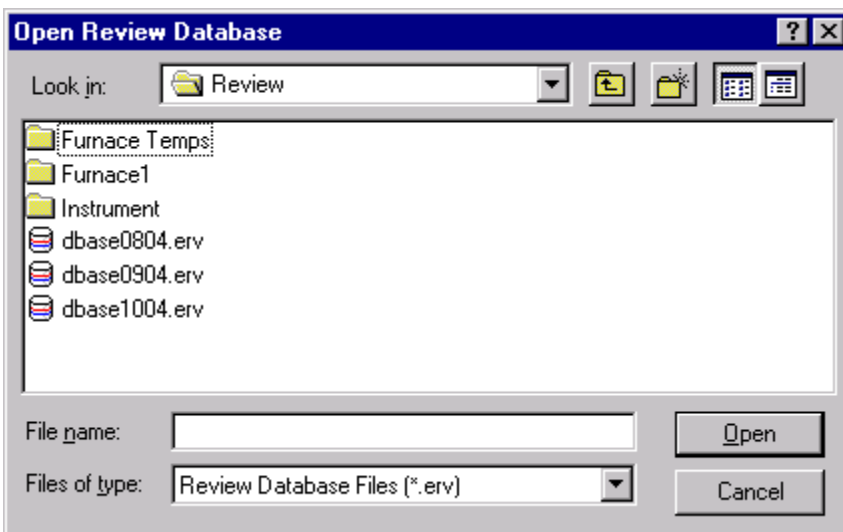 Open Review Database
Look in: Review
Furnace Temps
Furnace1
Instrument
dbase0804.erv
dbase0904.erv
dbase1004.erv
File name: Open
Files of type: Review Database Files (*.erv) Cancel